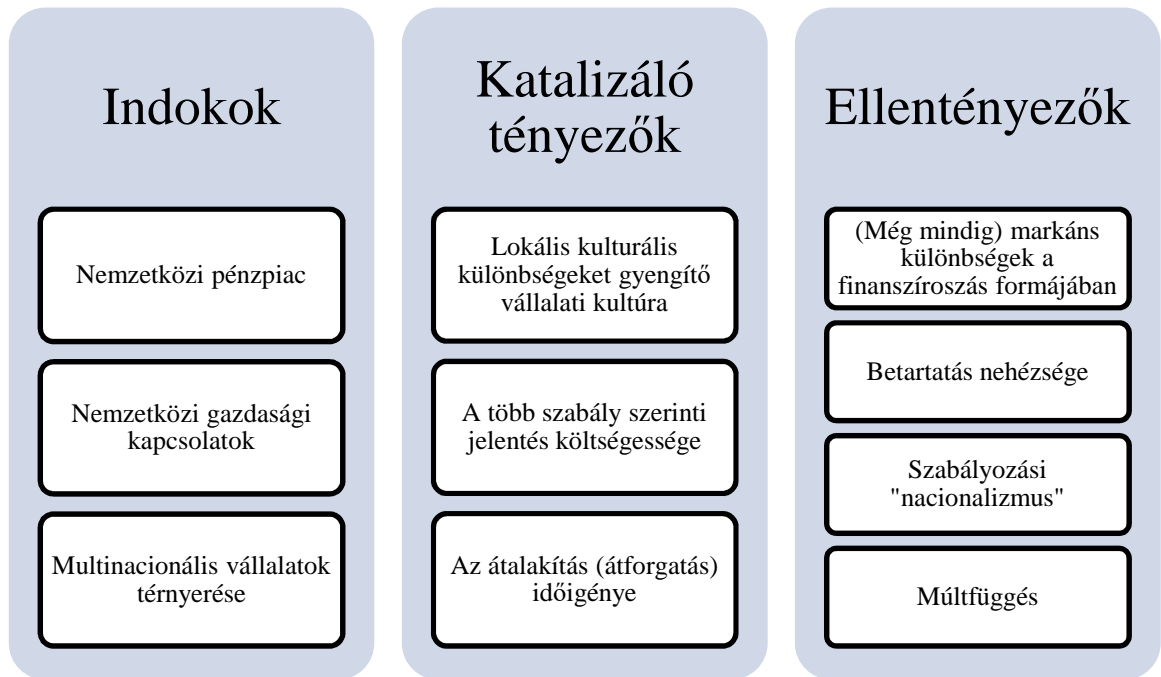 Indokok
Nemzetközi pénzpiac
Nemzetközi gazdasági
kapcsolatok
Multinacionális vállalatok
térnyerése
Katalizáló
tényezők
Lokális kulturális
különbségeket gyengítő
vállalati kultúra
A több szabály szerinti
jelentés költségessége
Az átalakítás (átforgatás)
időigénye
Ellentényezők
(Még mindig) markáns
különbségek a
finanszíroszás formájában
Betartatás nehézsége
Szabályozási
"nacionalizmus"
Múltfüggés